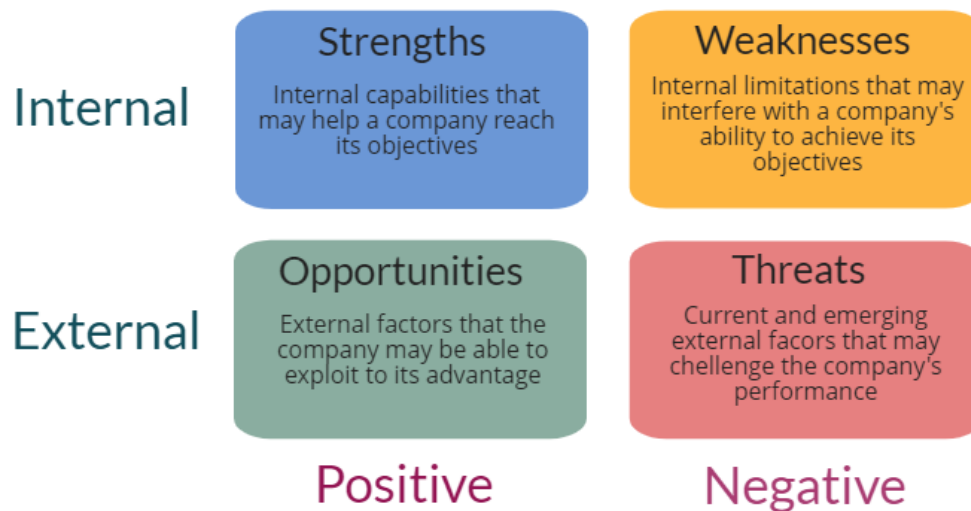 Internal
Strengths
Internal capabilities that
may help a company reach
its objectives
Weaknesses
Internal limitations that may
interfere with a company's
ability to achieve its
objectives
External
Opportunities
External factors that the
company may be able to
exploit to its advantage
Threats
Current and emerging
external facors that may
chellenge the company's
performance
Positive
Negative